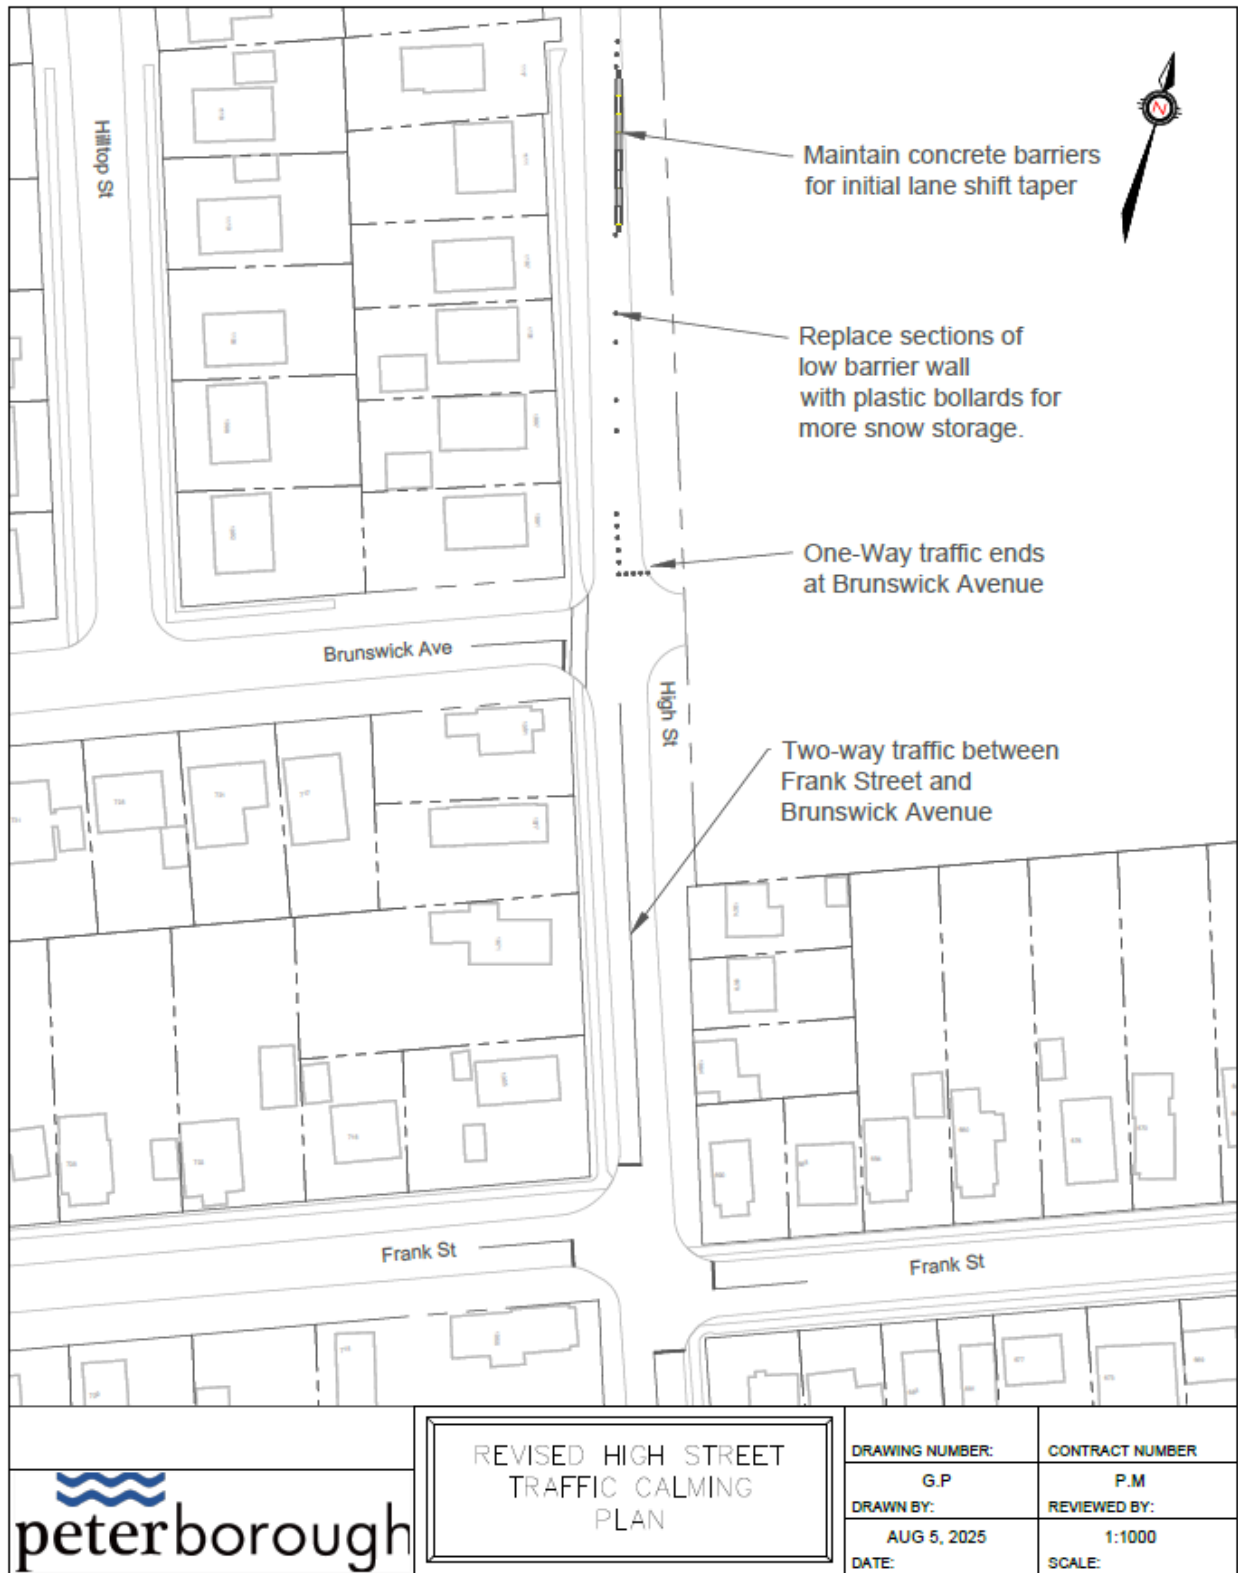 Hilltop St
N
Maintain concrete barriers
for initial lane shift taper
Replace sections of
low barrier wall
with plastic bollards for
more snow storage.
One-Way traffic ends
at Brunswick Avenue
Brunswick Ave
High St
Two-way traffic between
Frank Street and
Brunswick Avenue
Frank St
Frank St
peterborough
REVISED HIGH STREET
TRAFFIC CALMING
PLAN
DRAWING NUMBER:
CONTRACT NUMBER
G.P
P.M
DRAWN BY:
REVIEWED BY:
AUG 5, 2025
1:1000
DATE:
SCALE: